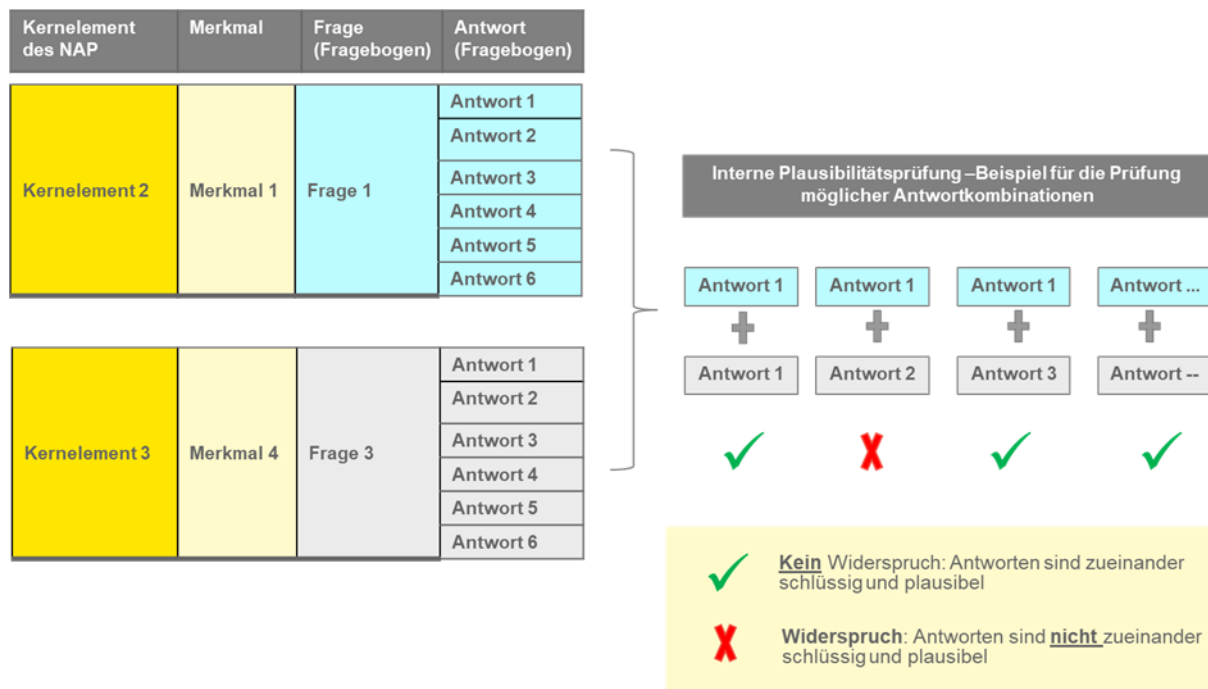 Kernelement
des NAP
Merkmal
Frage
(Fragebogen)
Antwort
(Fragebogen)
Kernelement 2
Merkmal 1
Frage 1
Antwort 1
Antwort 2
Antwort 3
Antwort 4
Antwort 5
Antwort 6
Kernelement 3
Merkmal 4
Frage 3
Antwort 1
Antwort 2
Antwort 3
Antwort 4
Antwort 5
Antwort 6
Interne Plausibilitätsprüfung –Beispiel für die Prüfung
möglicher Antwortkombinationen
Antwort 1
Antwort 1
Antwort 1
Antwort ...
Antwort 1
Antwort 2
Antwort 3
Antwort --
Kein Widerspruch: Antworten sind zueinander
schlüssig und plausibel
Widerspruch: Antworten sind nicht zueinander
schlüssig und plausibel